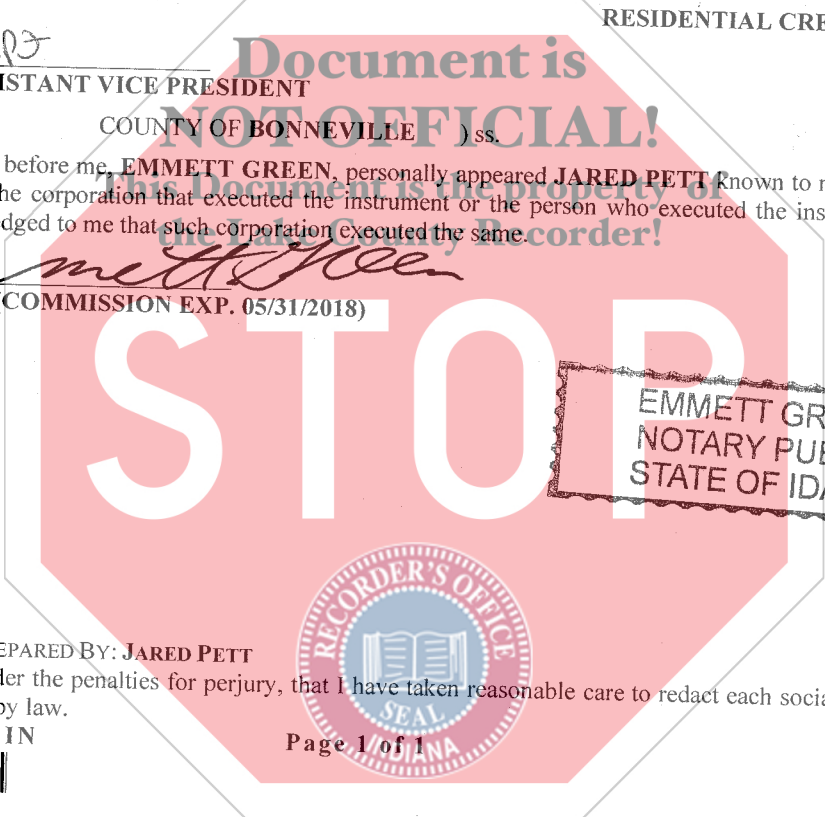 RESIDENTIAL CRE
Document is
ISTANT VICE PRESIDENT
NOT OFFICIAL!
COUNTY OF BONNEVILLE ) ss.
before me, EMMETT GREEN, personally appeared JARED PETT known to
This Document is the property of
he corporation that executed the instrument or the person who executed the ins
dged to me that such corporation executed the same.
the Lake County Recorder!
mmett Green
(COMMISSION EXP. 05/31/2018)
STOP
EMMETT GR
NOTARY PUB
STATE OF IDA
RECORDER'S OFFICE
EPARED BY: JARED PETT
der the penalties for perjury, that I have taken reasonable care to redact each socia
by law.
SEAL
IN
Page 1 of 1
INDIANA